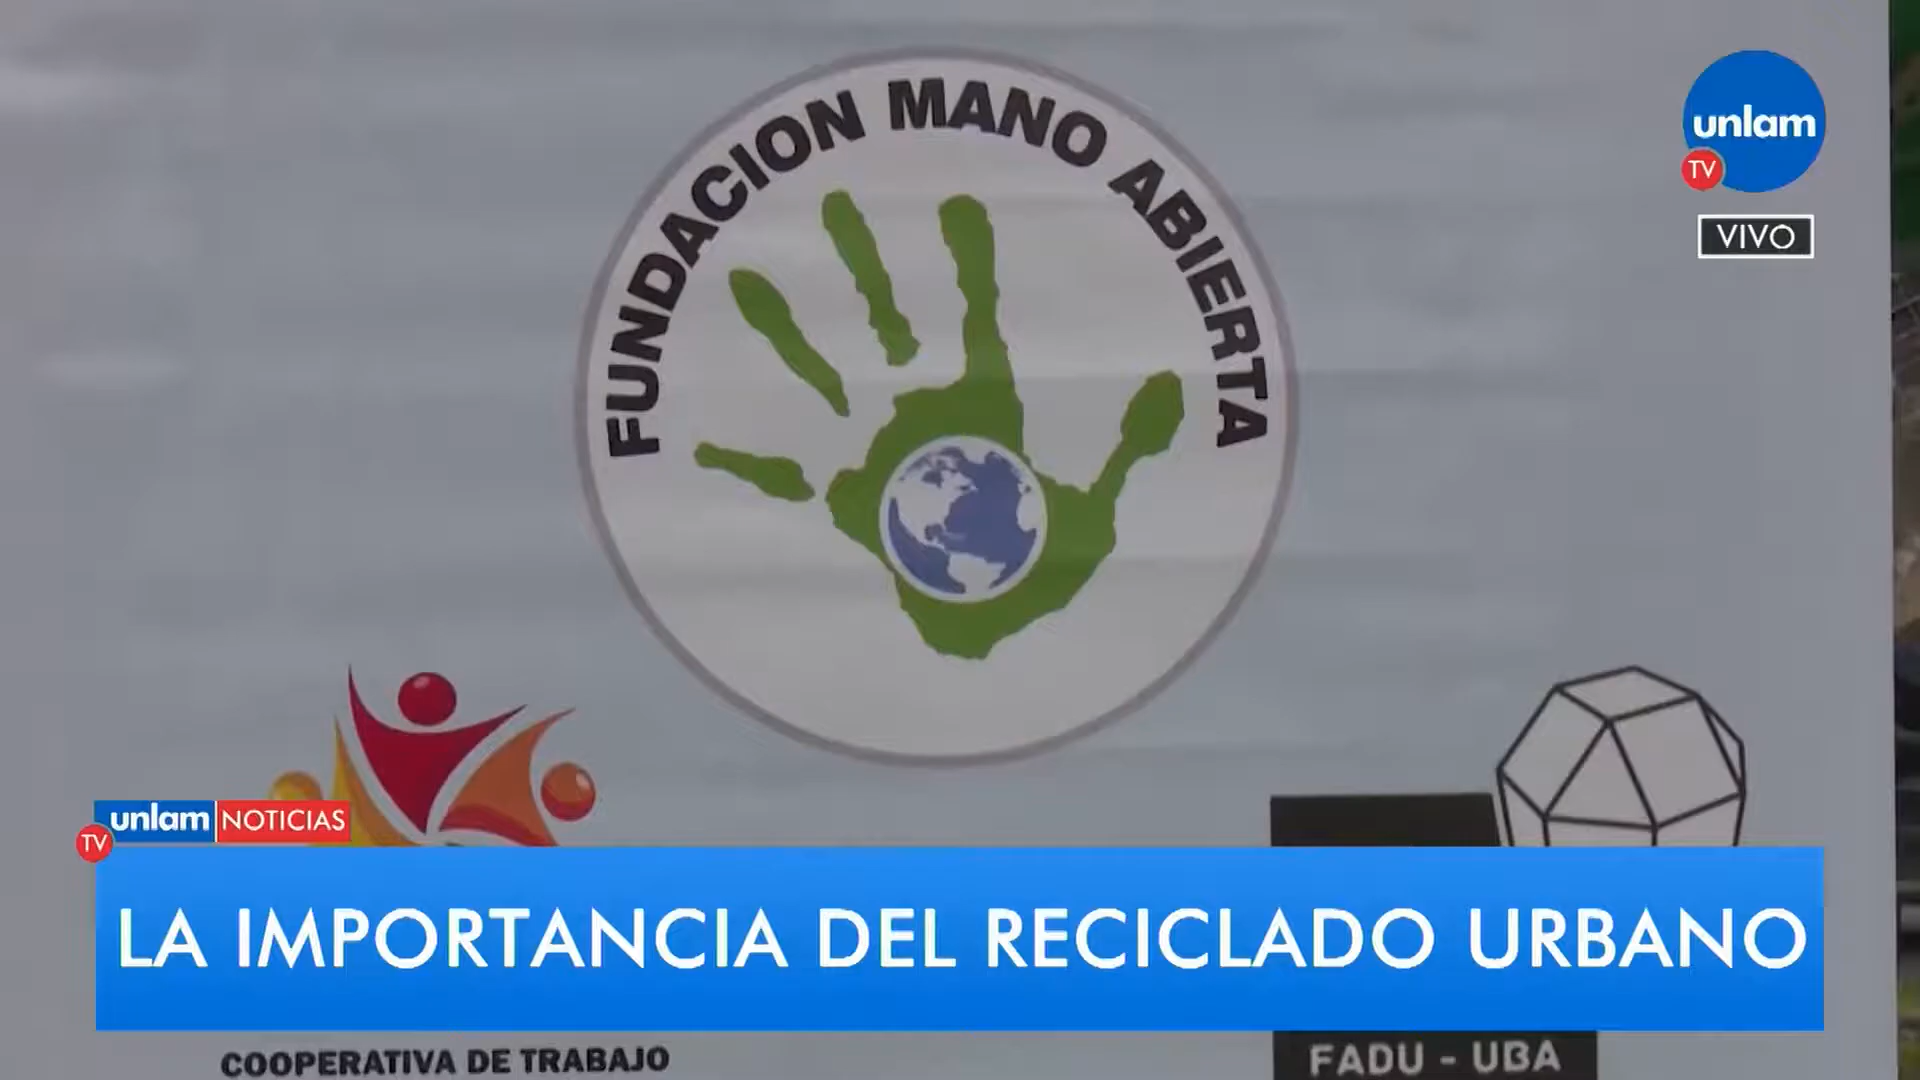 FUNDACION MANO ABIERTA
unlam
TV
VIVO
unlam NOTICIAS
TV
LA IMPORTANCIA DEL RECICLADO URBANO
COOPERATIVA DE TRABAJO
FADU - UBA